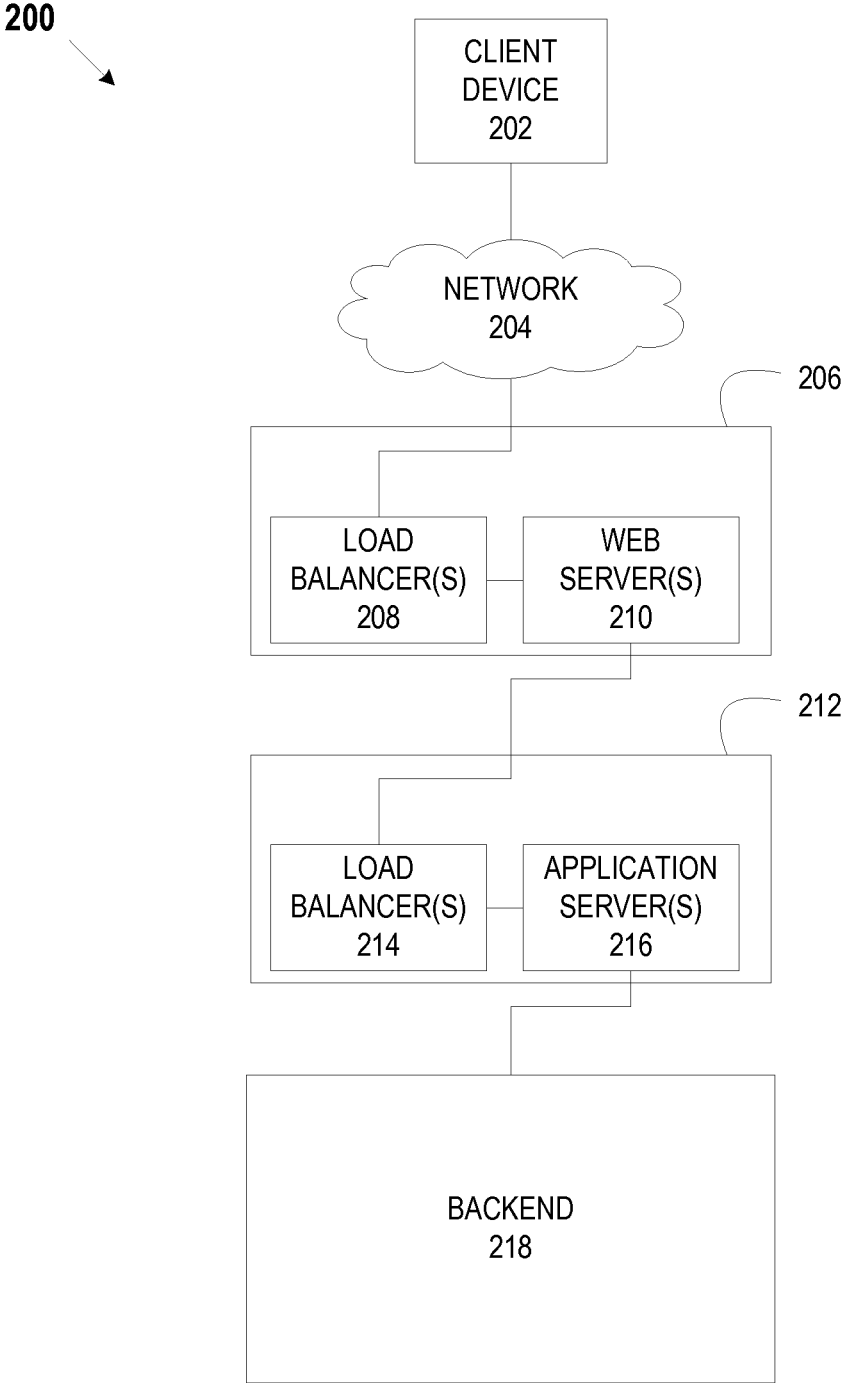 200
CLIENT
DEVICE
202
NETWORK
204
206
LOAD
BALANCER(S)
208
WEB
SERVER(S)
210
212
LOAD
BALANCER(S)
214
APPLICATION
SERVER(S)
216
BACKEND
218